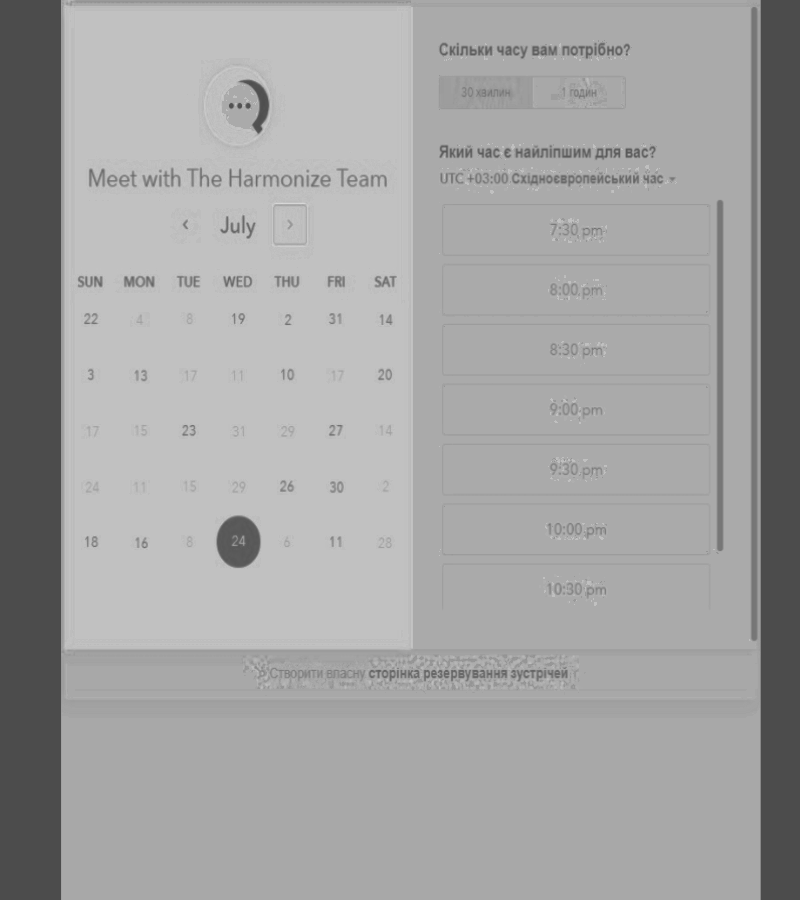 Meet with The Harmonize Team
‹ July ›
SUN MON TUE WED THU FRI SAT
22 4 8 19 2 31 14
3 13 17 11 10 17 20
17 15 23 31 29 27 14
24 11 15 29 26 30 2
18 16 8 24 6 11 28
Скільки часу вам потрібно?
30 хвилин 1 годин
Який час є найліпшим для вас?
UTC +03:00 Східноєвропейський час
7:30 pm
8:00 pm
8:30 pm
9:00 pm
9:30 pm
10:00 pm
10:30 pm
Створити власну сторінка резервування зустрічей